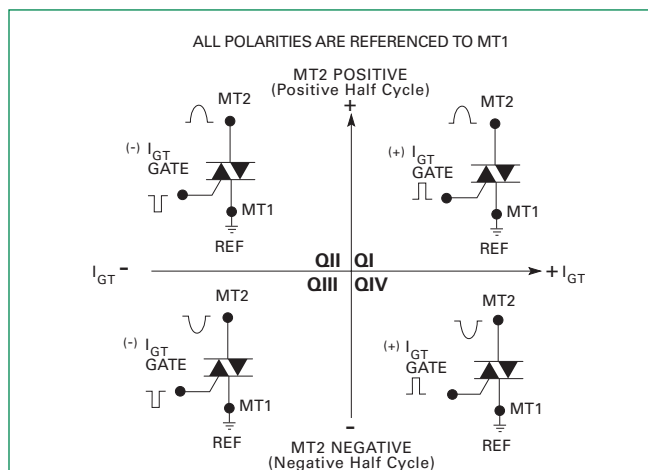 ALL POLARITIES ARE REFERENCED TO MT1
MT2 POSITIVE
(Positive Half Cycle)
+
MT2
(-) IGT
GATE
MT1
REF
MT2
(+) IGT
GATE
MT1
REF
QII QI
IGT -
+ IGT
QIII QIV
MT2
(-) IGT
GATE
MT1
REF
MT2
(+) IGT
GATE
MT1
REF
-
MT2 NEGATIVE
(Negative Half Cycle)